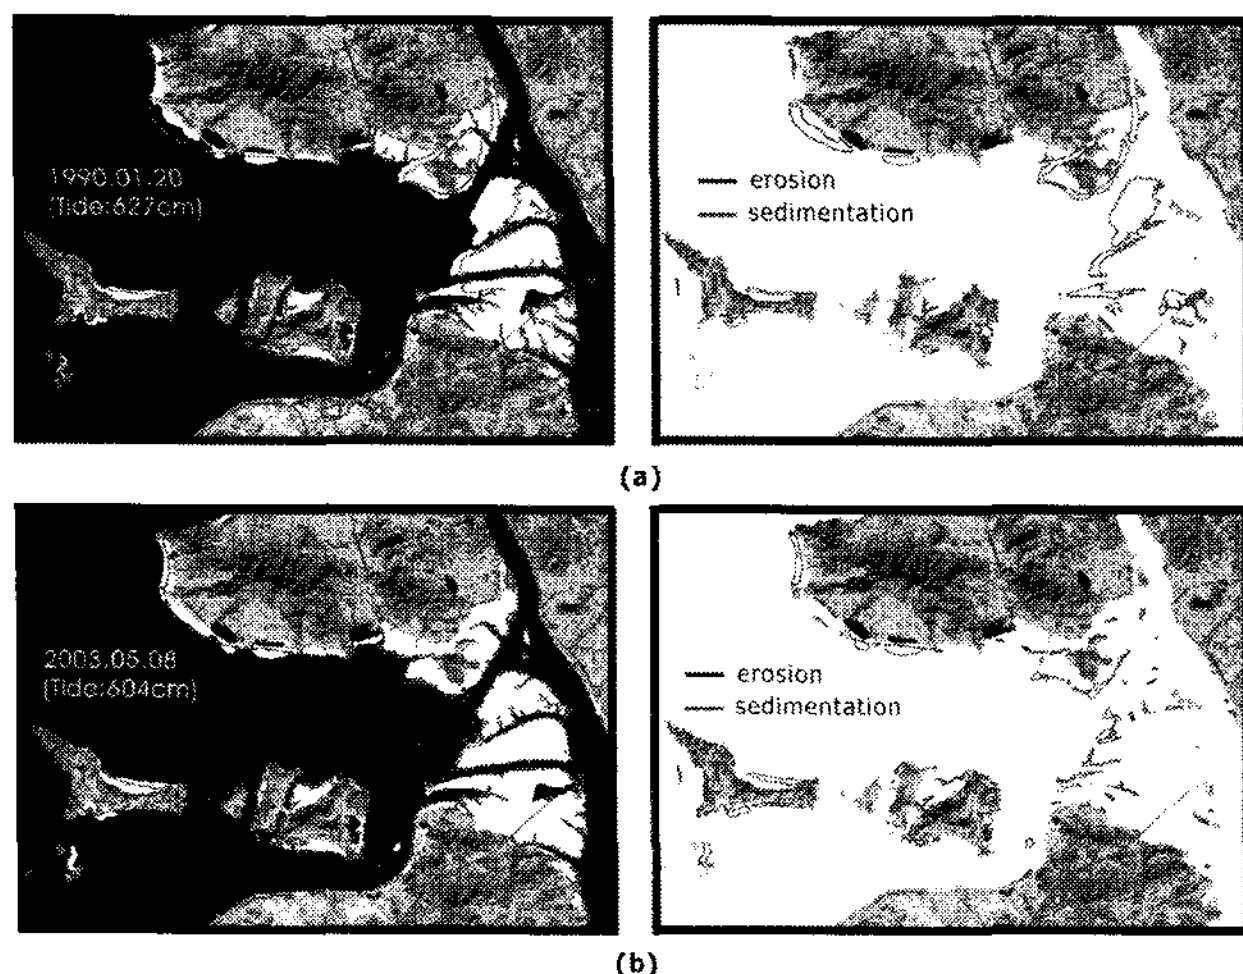 1990.01.20
(Tide:627cm)
erosion
sedimentation
(a)
2003.05.08
(Tide:604cm)
erosion
sedimentation
(b)